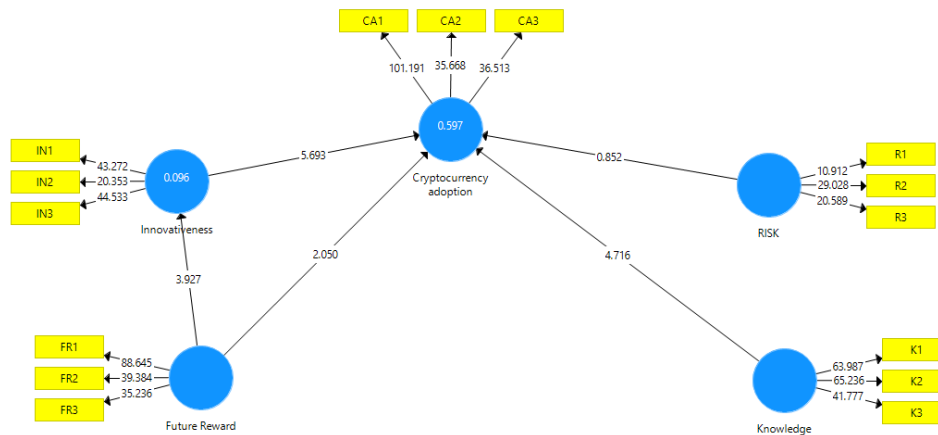 CA1
CA2
CA3
101.191
35.668
36.513
0.597
Cryptocurrency
adoption
IN1
IN2
IN3
43.272
20.353
44.533
0.096
Innovativeness
5.693
0.852
R1
R2
R3
10.912
29.028
20.589
RISK
3.927
2.050
4.716
FR1
FR2
FR3
88.645
39.384
35.236
Future Reward
K1
K2
K3
63.987
65.236
41.777
Knowledge